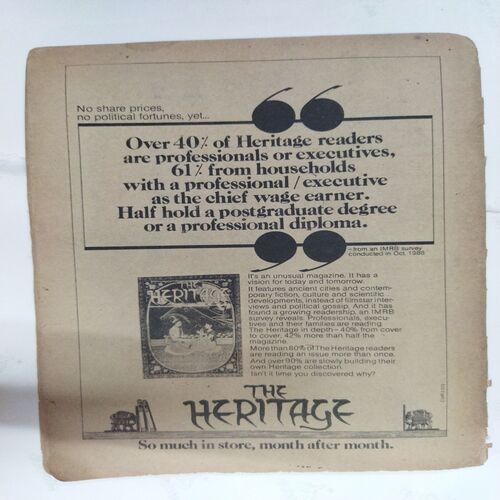 No share prices,
no political fortunes, yet...
Over 40% of Heritage readers
are professionals or executives,
61% from households
with a professional / executive
as the chief wage earner.
Half hold a postgraduate degree
or a professional diploma.
—from an IMRB survey
conducted in Oct. 1985
It's an unusual magazine. It has a
vision for today and tomorrow.
It features ancient cities and contem-
porary fiction, culture and scientific
developments, instead of filmstar inter-
views and political gossip. And it has
found a growing readership, an IMRB
survey reveals. Professionals, execu-
tives and their families are reading
The Heritage in depth – 40% from cover
to cover, 42% more than half the
magazine.
More than 80% of The Heritage readers
are reading an issue more than once.
And over 90% are slowly building their
own Heritage collection.
Isn't it time you discovered why?
THE
HERITAGE
THE
HERITAGE
So much in store, month after month.